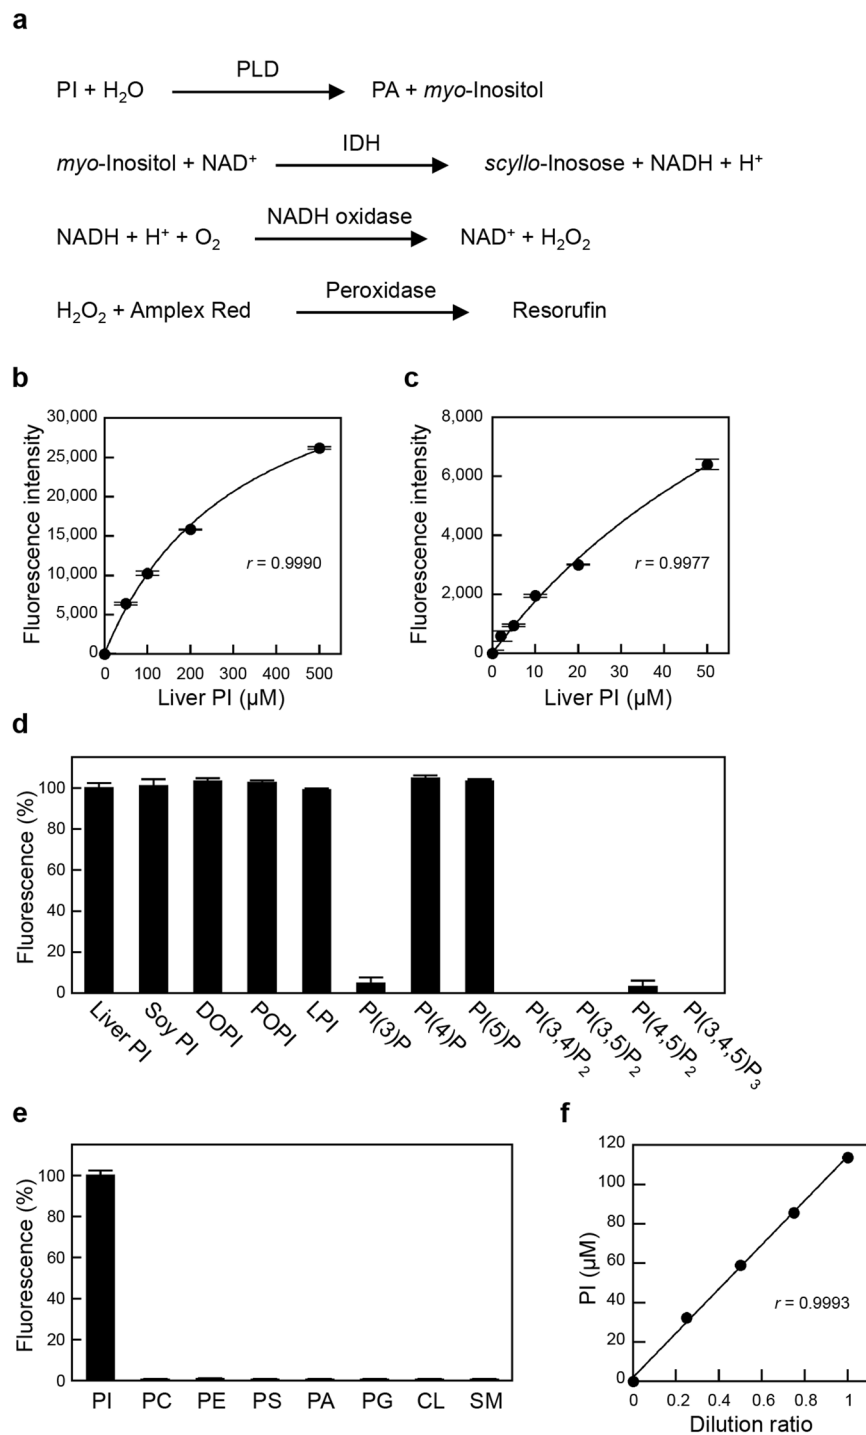 a
PLD
PI + H₂O → PA + myo-Inositol
IDH
myo-Inositol + NAD⁺ → scyllo-Inosose + NADH + H⁺
NADH oxidase
NADH + H⁺ + O₂ → NAD⁺ + H₂O₂
Peroxidase
H₂O₂ + Amplex Red → Resorufin
b
Fluorescence intensity
30,000
25,000
20,000
15,000
10,000
5,000
0
r = 0.9990
0 100 200 300 400 500
Liver PI (µM)
c
Fluorescence intensity
8,000
6,000
4,000
2,000
0
r = 0.9977
0 10 20 30 40 50
Liver PI (µM)
d
Fluorescence (%)
100
80
60
40
20
0
Liver PI
Soy PI
DOPI
POPI
LPI
PI(3)P
PI(4)P
PI(5)P
PI(3,4)P₂
PI(3,5)P₂
PI(4,5)P₂
PI(3,4,5)P₃
e
Fluorescence (%)
100
80
60
40
20
0
PI PC PE PS PA PG CL SM
f
PI (µM)
120
100
80
60
40
20
0
r = 0.9993
0 0.2 0.4 0.6 0.8 1
Dilution ratio